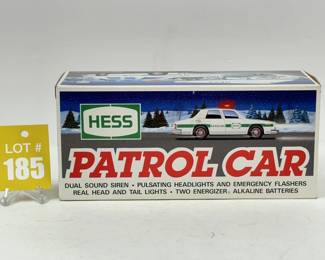 LOT #
185
HESS
PATROL CAR
DUAL SOUND SIREN • PULSATING HEADLIGHTS AND EMERGENCY FLASHERS
REAL HEAD AND TAIL LIGHTS • TWO ENERGIZER® ALKALINE BATTERIES